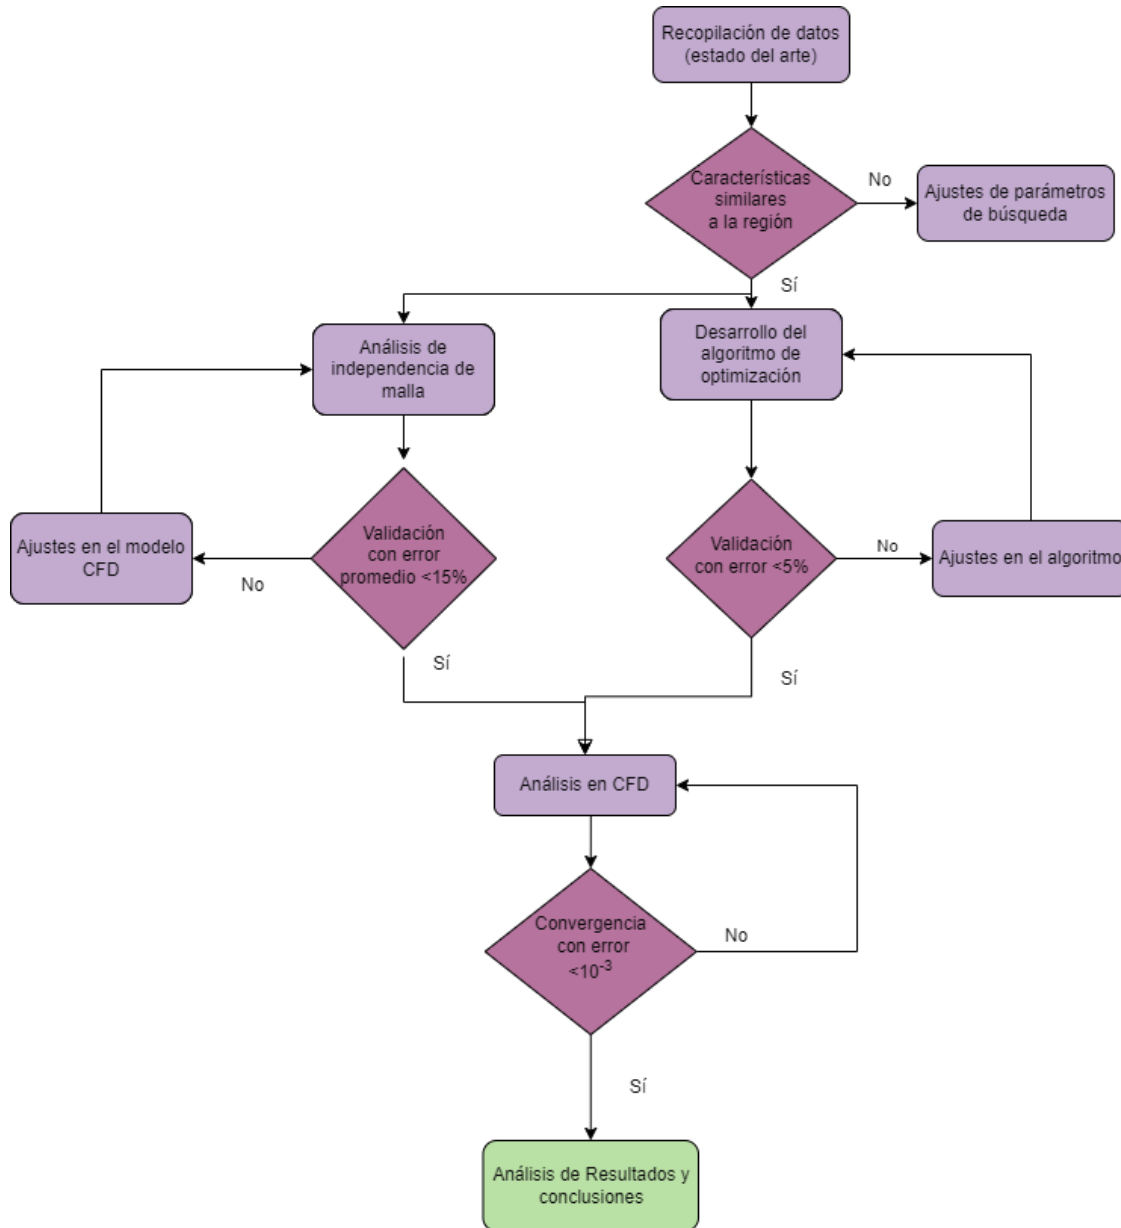 Recopilación de datos
(estado del arte)
Características
similares
a la región
No
Ajustes de parámetros
de búsqueda
Sí
Análisis de
independencia de
malla
Desarrollo del
algoritmo de
optimización
Ajustes en el modelo
CFD
No
Validación
con error
promedio <15%
Validación
con error <5%
No
Ajustes en el algoritmo
Sí
Sí
Análisis en CFD
Convergencia
con error
<10⁻³
No
Sí
Análisis de Resultados y
conclusiones